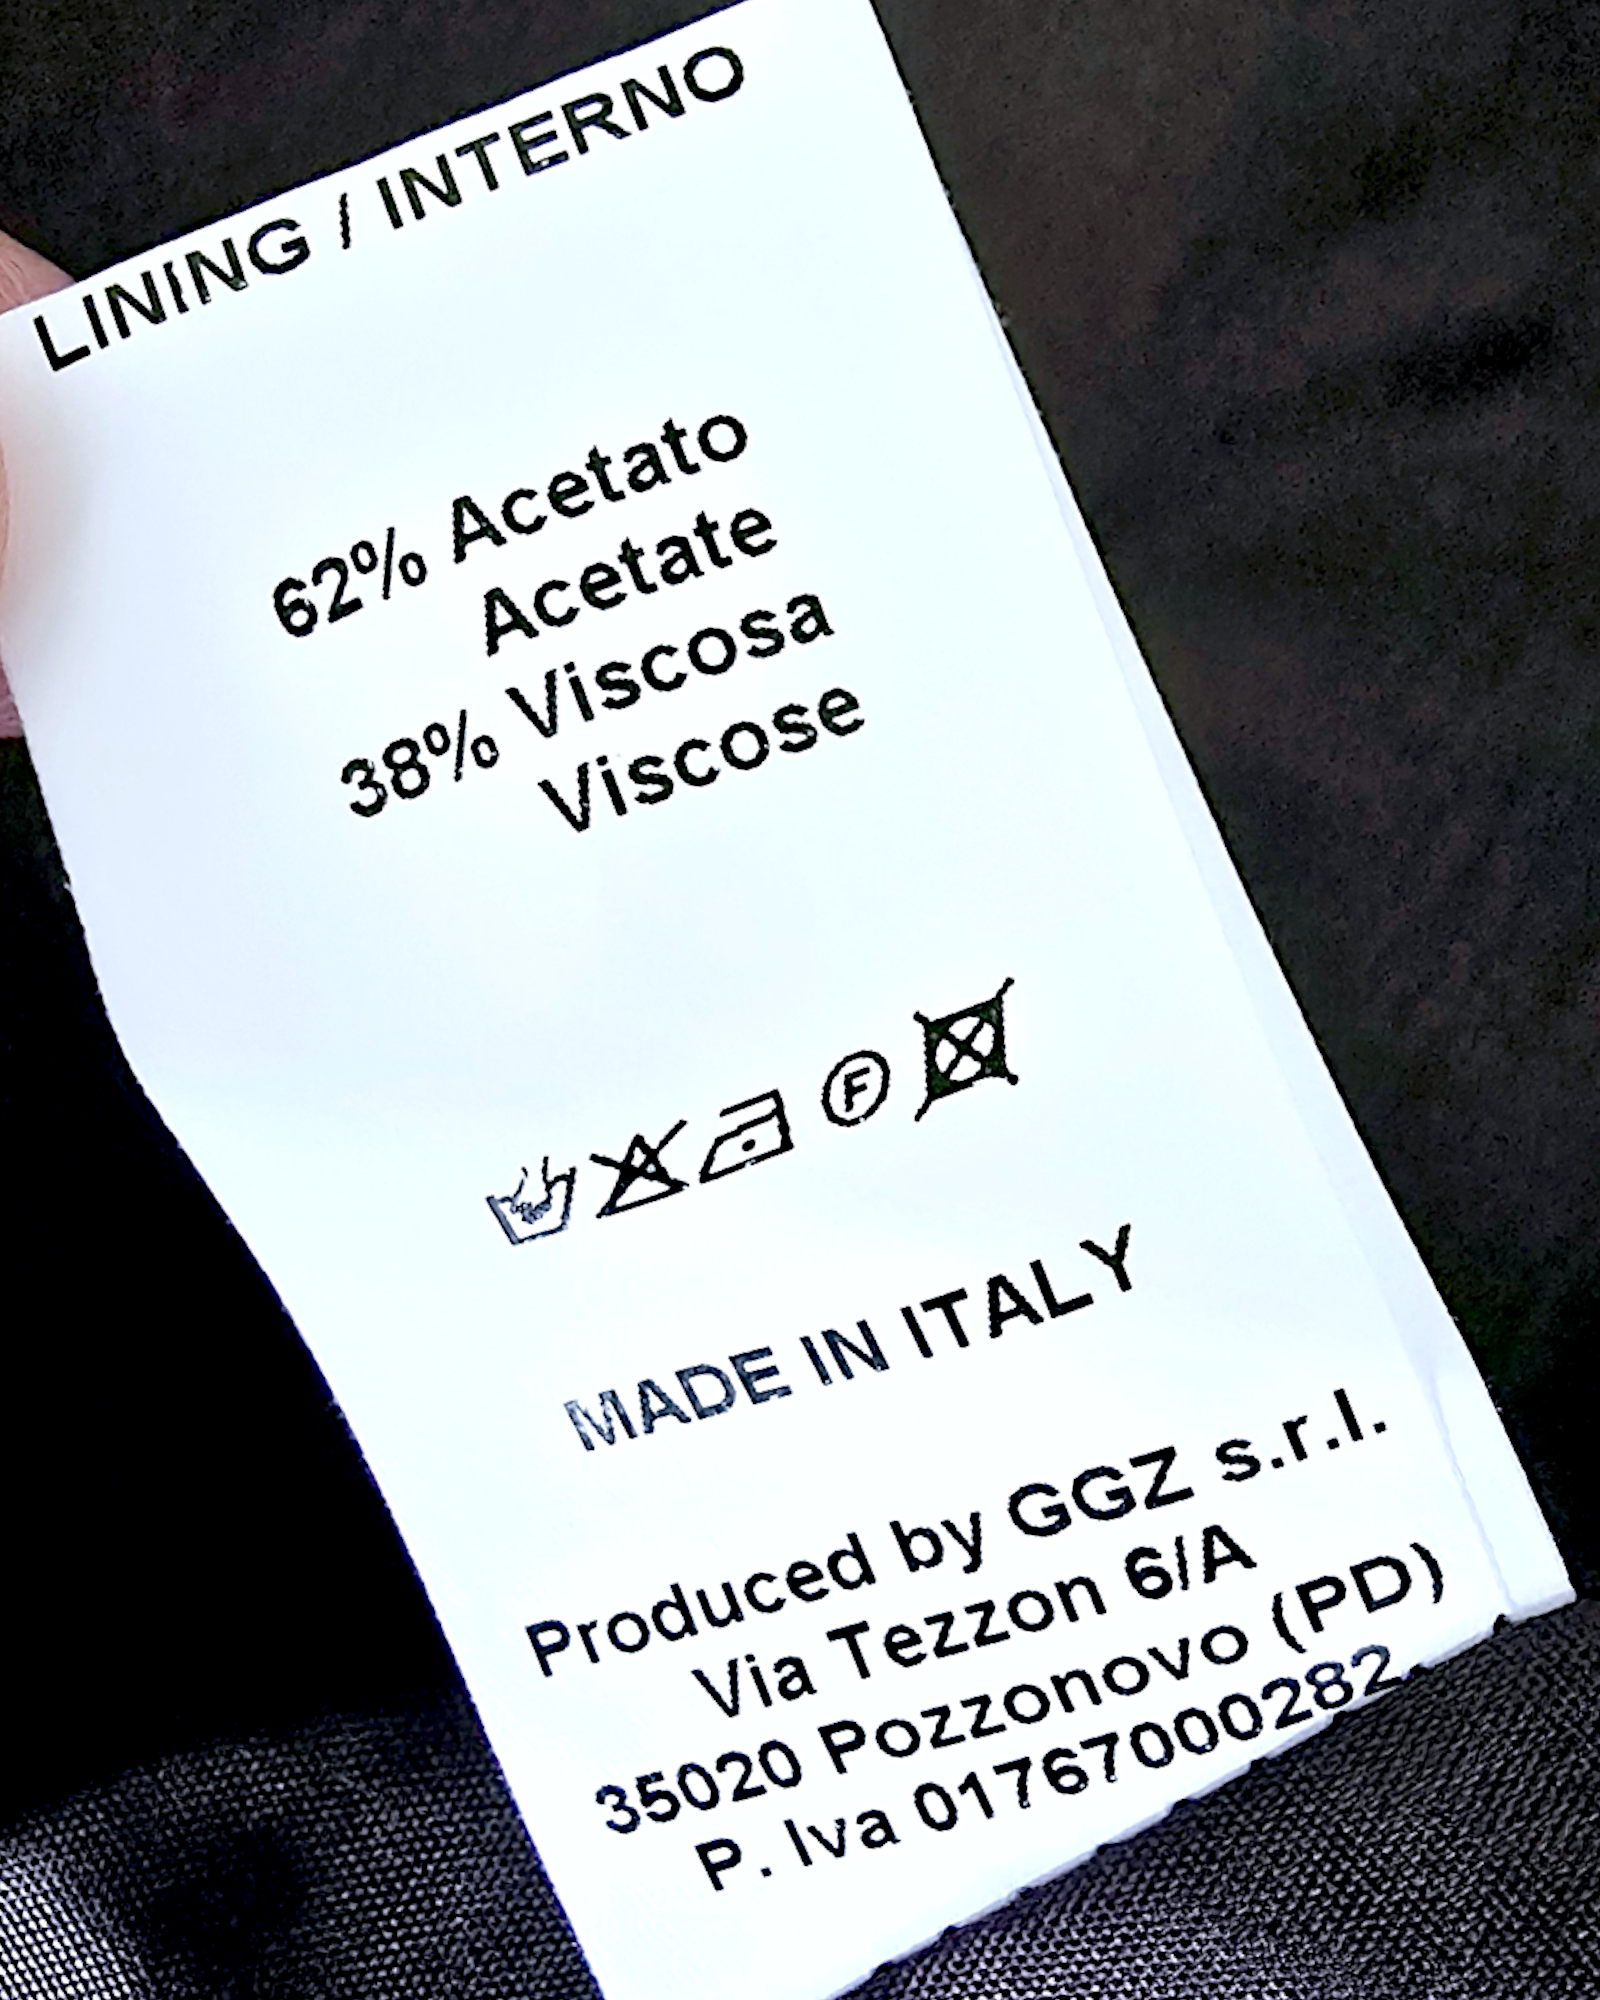 LINING / INTERNO
62% Acetato
Acetate
38% Viscosa
Viscose
F
MADE IN ITALY
Produced by GGZ s.r.l.
Via Tezzon 6/A
35020 Pozzonovo (PD)
P. Iva 01767000282